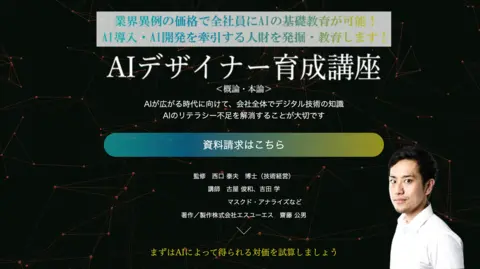 業界異例の価格で全社員にAIの基礎教育が可能！
AI導入・AI開発を牽引する人財を発掘・教育します！
AIデザイナー育成講座
＜概論・本論＞
AIが広がる時代に向けて、会社全体でデジタル技術の知識
AIのリテラシー不足を解消することが大切です
資料請求はこちら
監修　西口 泰夫　博士（技術経営）
講師　古屋 俊和、吉田 学
マスクド・アナライズなど
著作／製作株式会社エスユーエス　齋藤 公男
まずはAIによって得られる対価を試算しましょう